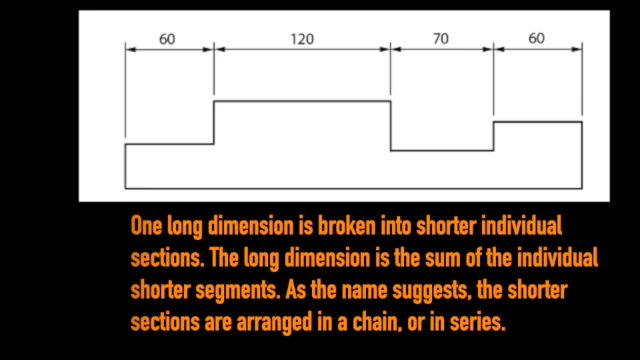 60 120 70 60
One long dimension is broken into shorter individual
sections. The long dimension is the sum of the individual
shorter segments. As the name suggests, the shorter
sections are arranged in a chain, or in series.